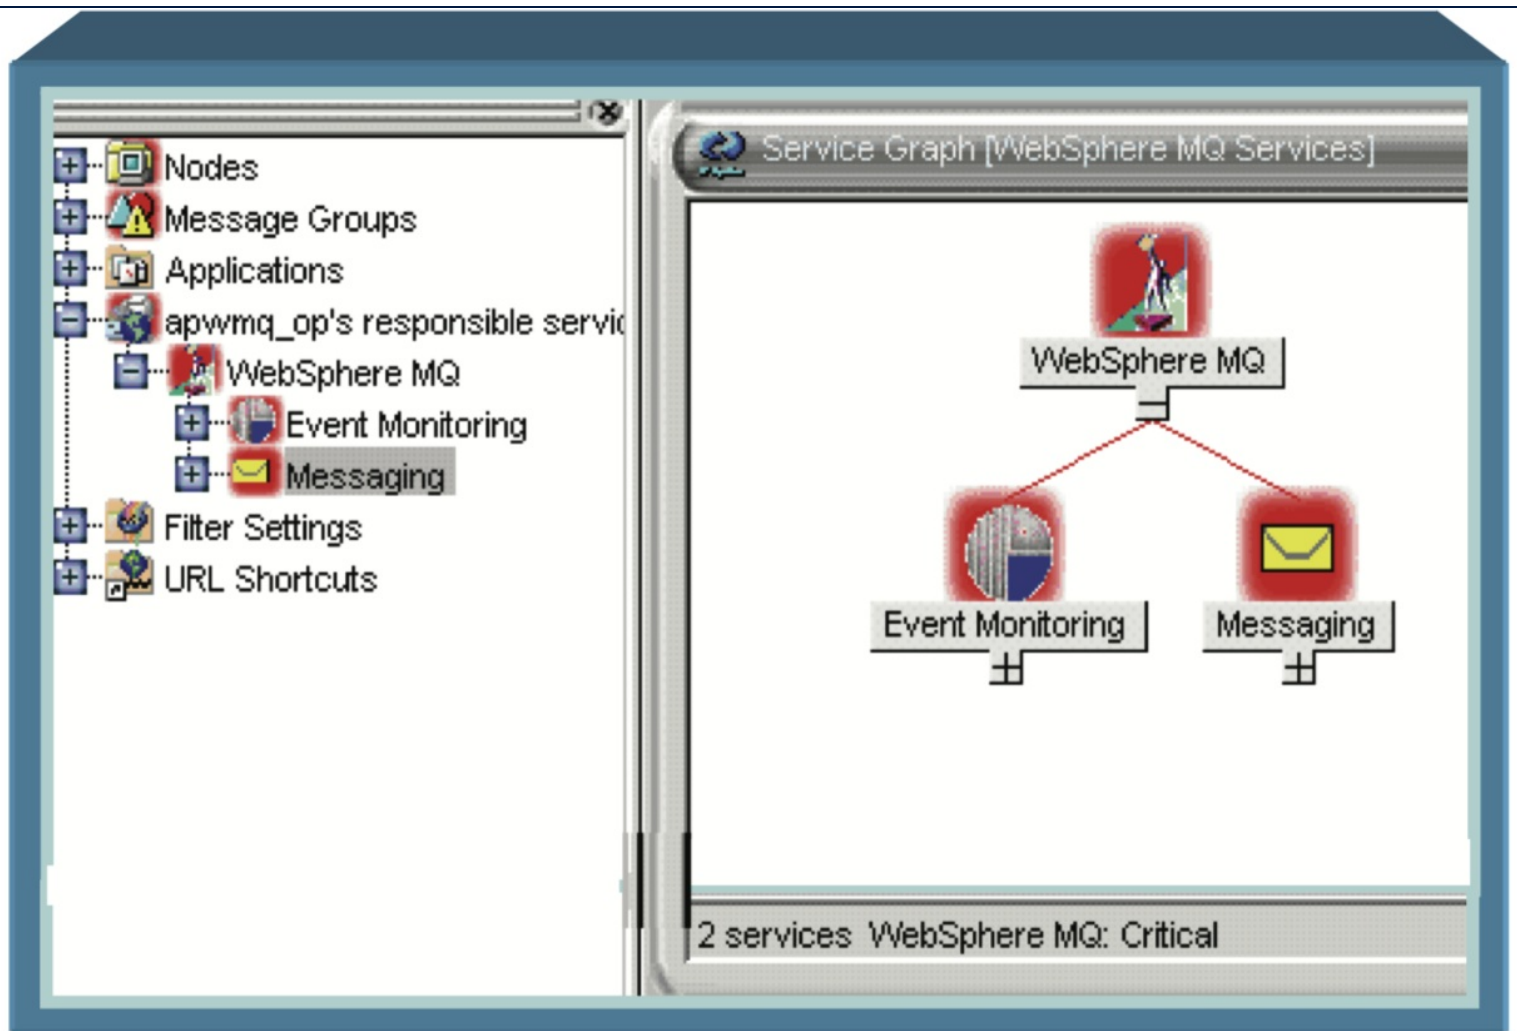 Nodes
Message Groups
Applications
apwmq_op's responsible servic
WebSphere MQ
Event Monitoring
Messaging
Filter Settings
URL Shortcuts
Service Graph [WebSphere MQ Services]
WebSphere MQ
Event Monitoring
Messaging
2 services WebSphere MQ: Critical